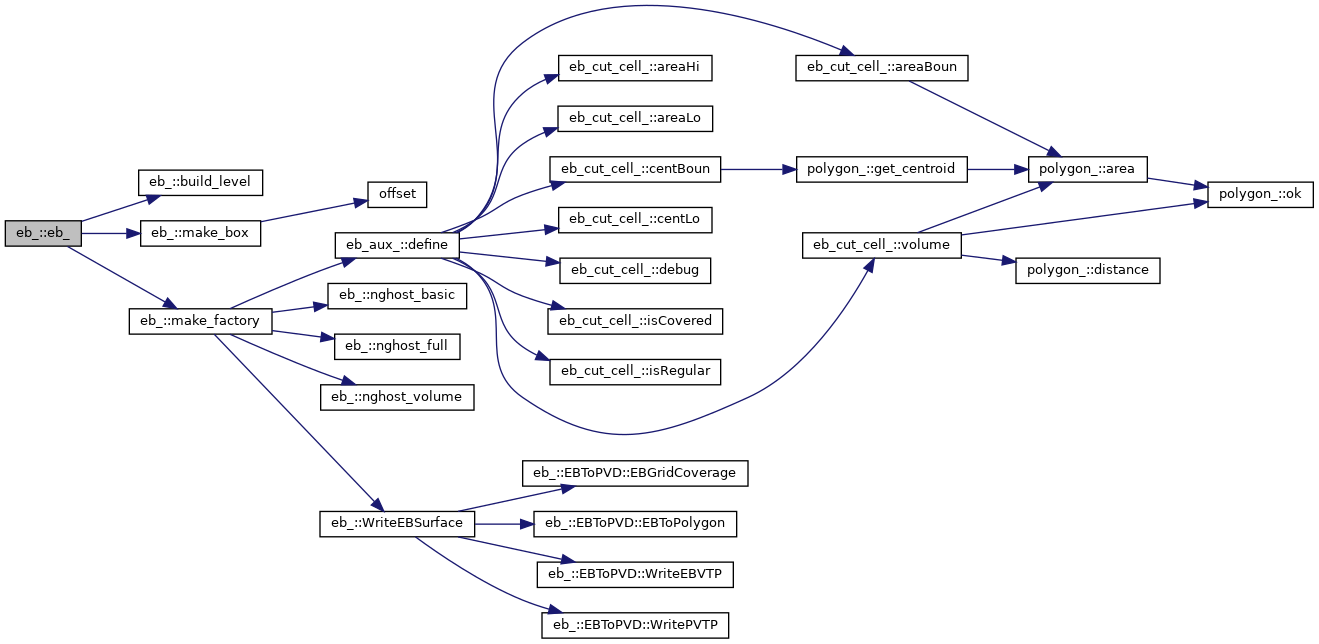 eb_::eb_
eb_::build_level
eb_::make_box
offset
eb_::make_factory
eb_aux_::define
eb_::nghost_basic
eb_::nghost_full
eb_::nghost_volume
eb_::WriteEBSurface
eb_cut_cell_::areaHi
eb_cut_cell_::areaLo
eb_cut_cell_::centBoun
eb_cut_cell_::centLo
eb_cut_cell_::debug
eb_cut_cell_::isCovered
eb_cut_cell_::isRegular
eb_::EBToPVD::EBGridCoverage
eb_::EBToPVD::EBToPolygon
eb_::EBToPVD::WriteEBVTP
eb_::EBToPVD::WritePVTP
eb_cut_cell_::areaBoun
polygon_::get_centroid
eb_cut_cell_::volume
polygon_::area
polygon_::distance
polygon_::ok